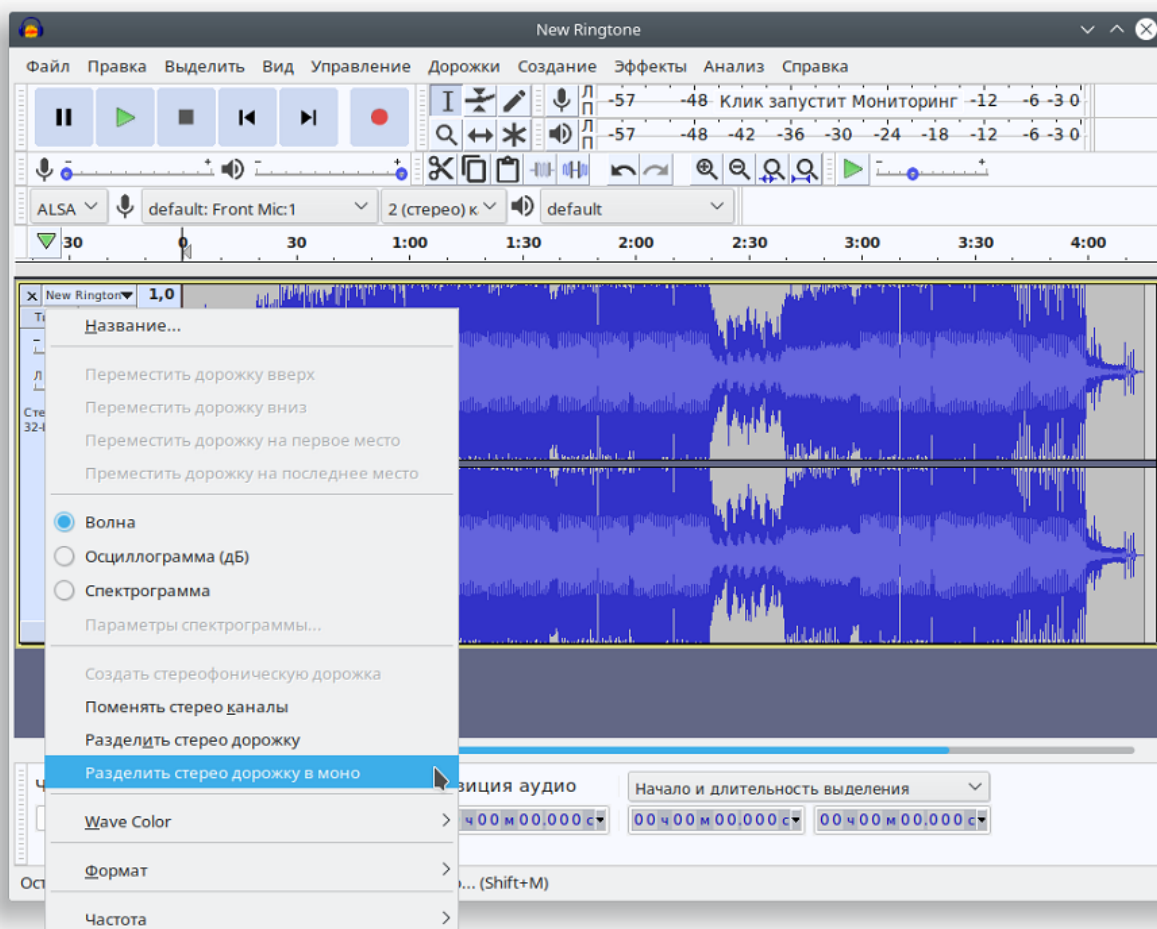 New Ringtone
Файл Правка Выделить Вид Управление Дорожки Создание Эффекты Анализ Справка
Л
П
-57 -48 Клик запустит Мониторинг -12 -6 -3 0
Л
П
-57 -48 -42 -36 -30 -24 -18 -12 -6 -3 0
- +
- +
- +
ALSA default: Front Mic:1 2 (стерео) к default
30 0 30 1:00 1:30 2:00 2:30 3:00 3:30 4:00
New Rington 1,0
Название...
Л
Переместить дорожку вверх
Переместить дорожку вниз
Переместить дорожку на первое место
Преместить дорожку на последнее место
Волна
Осциллограмма (дБ)
Спектрограмма
Параметры спектрограммы...
Создать стереофоническую дорожка
Поменять стерео каналы
Разделить стерео дорожку
Разделить стерео дорожку в моно
зиция аудио Начало и длительность выделения
Wave Color
ч 00 м 00.000 с 00 ч 00 м 00.000 с 00 ч 00 м 00.000 с
Формат
... (Shift+M)
Частота